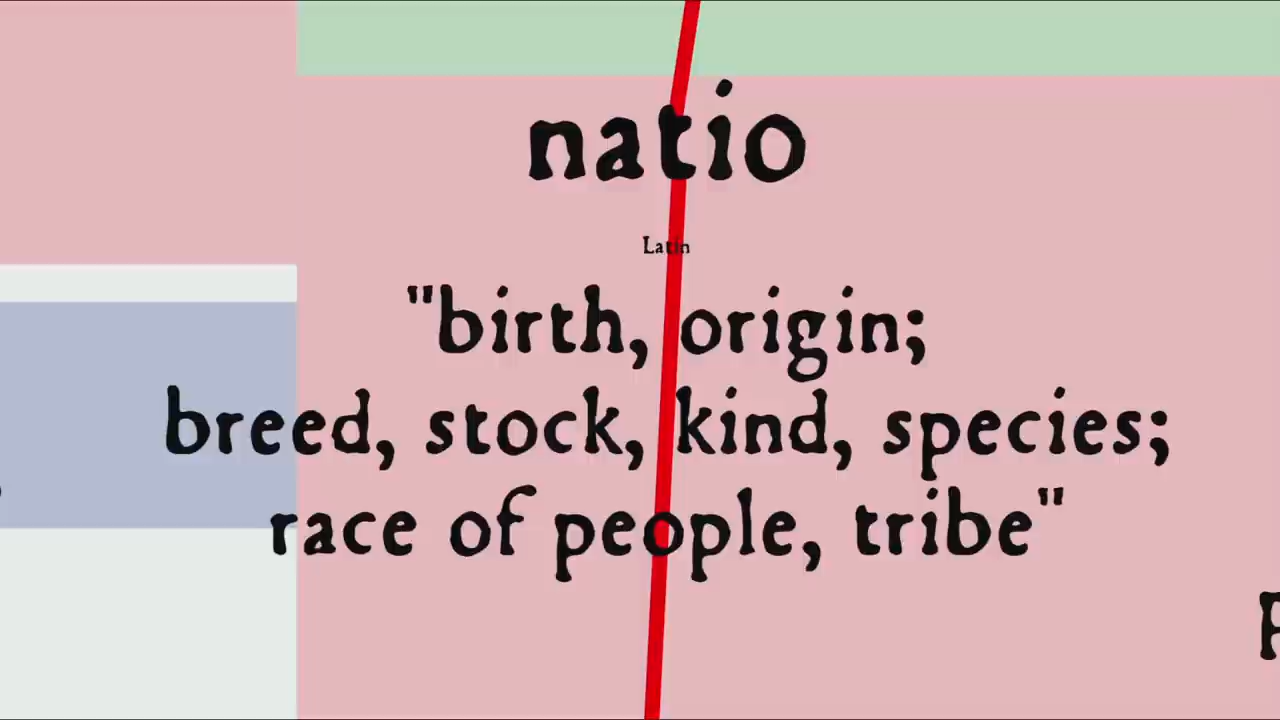 natio
Latin
"birth, origin;
breed, stock, kind, species;
race of people, tribe"